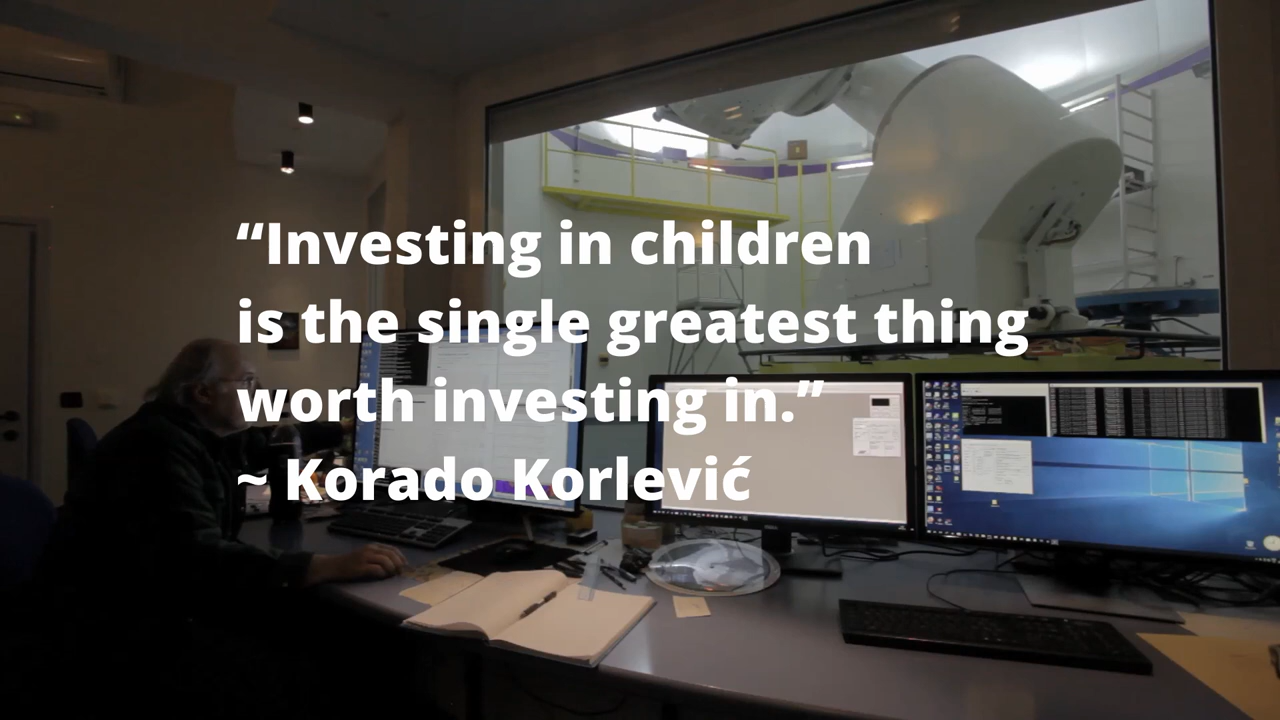 “Investing in children
is the single greatest thing
worth investing in.”
~ Korado Korlević